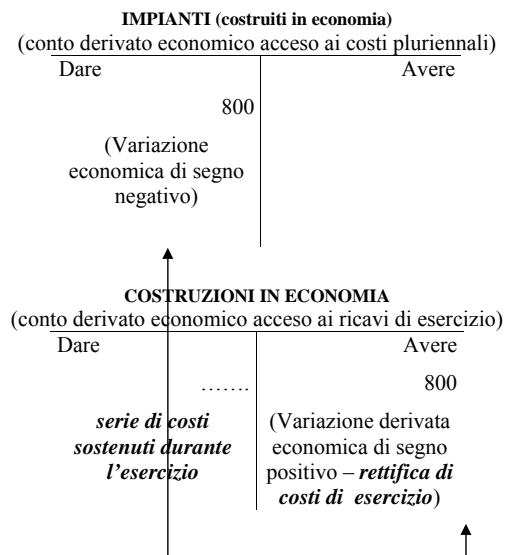 IMPIANTI (costruiti in economia)
(conto derivato economico acceso ai costi pluriennali)
Dare Avere
800
(Variazione
economica di segno
negativo)
COSTRUZIONI IN ECONOMIA
(conto derivato economico acceso ai ricavi di esercizio)
Dare Avere
……. 800
serie di costi
sostenuti durante
l’esercizio
(Variazione derivata
economica di segno
positivo – rettifica di
costi di esercizio)